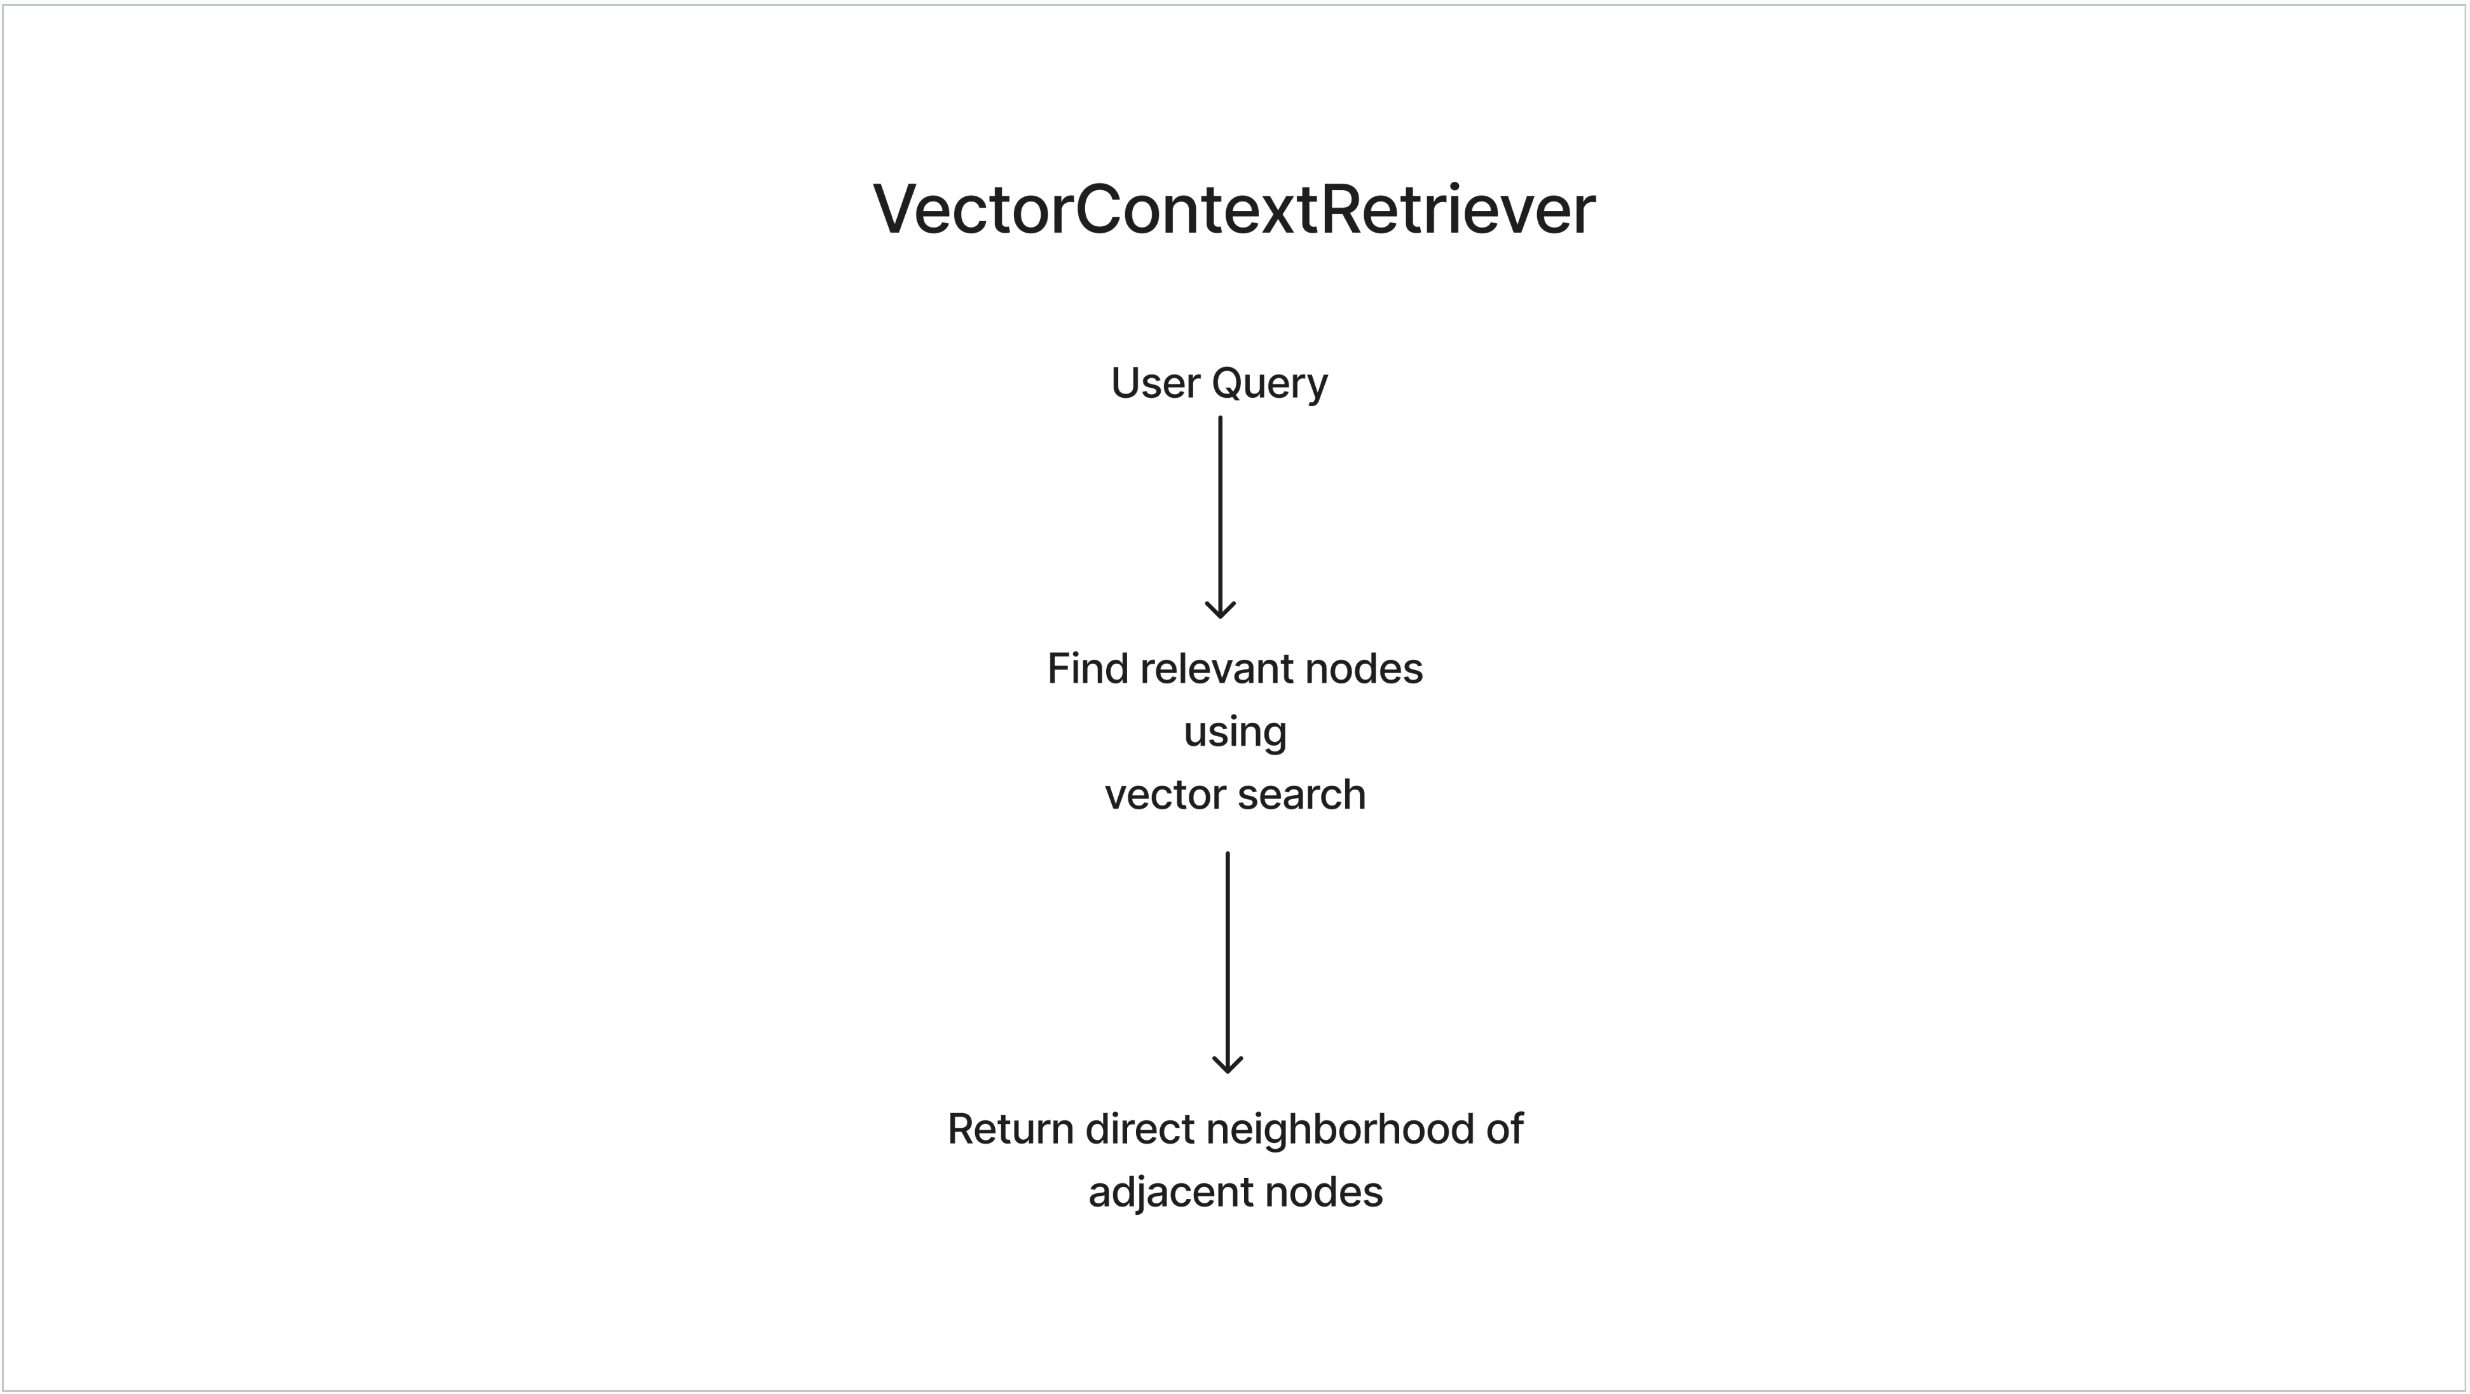 VectorContextRetriever
User Query
Find relevant nodes
using
vector search
Return direct neighborhood of
adjacent nodes